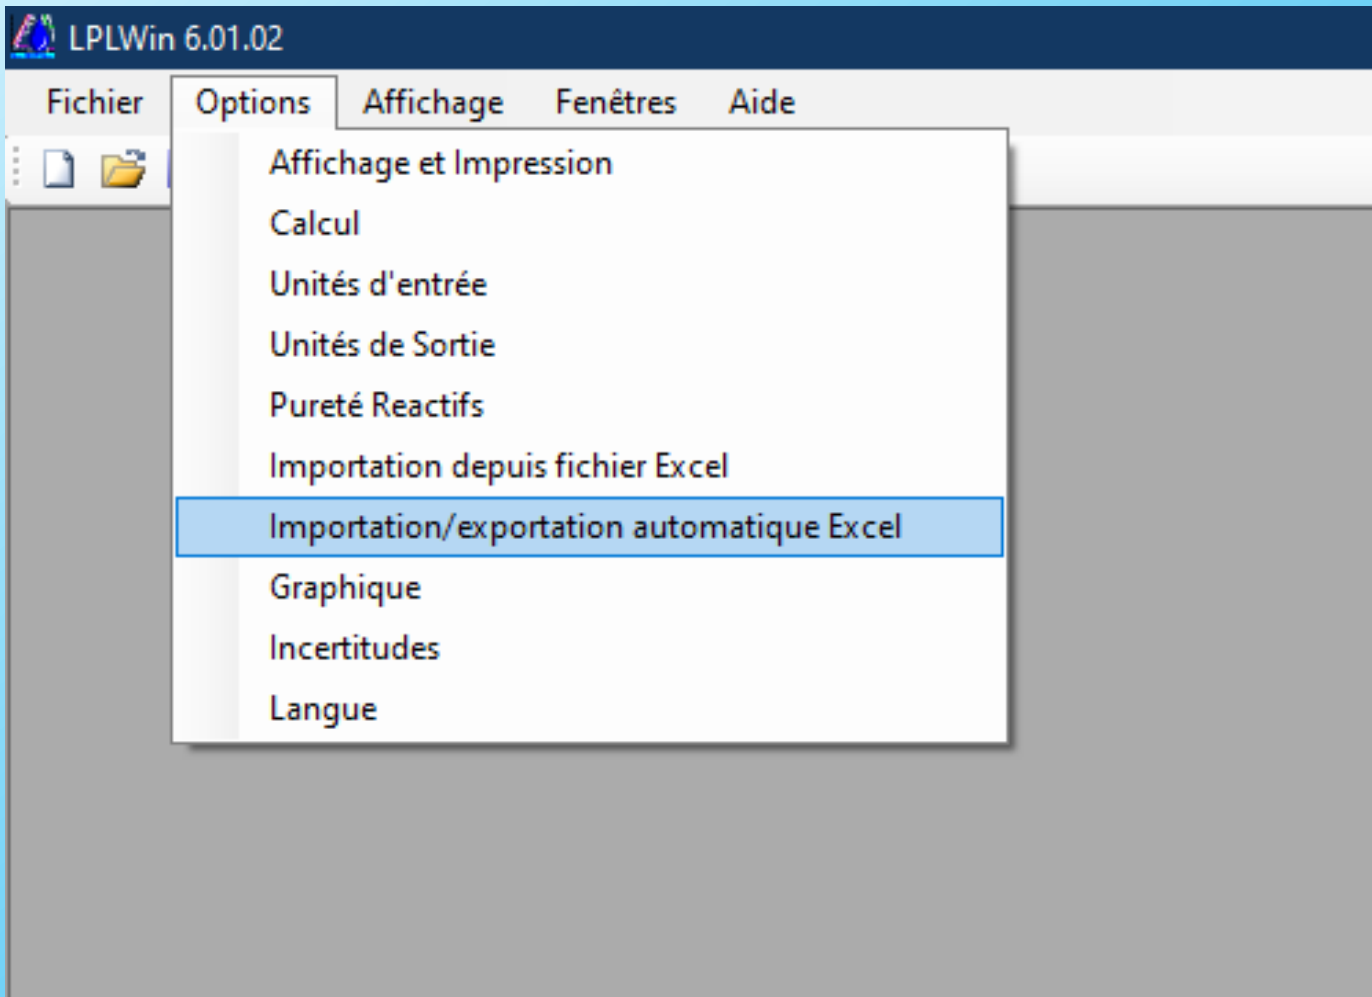 LPLWin 6.01.02
Fichier Options Affichage Fenêtres Aide
Affichage et Impression
Calcul
Unités d'entrée
Unités de Sortie
Pureté Reactifs
Importation depuis fichier Excel
Importation/exportation automatique Excel
Graphique
Incertitudes
Langue